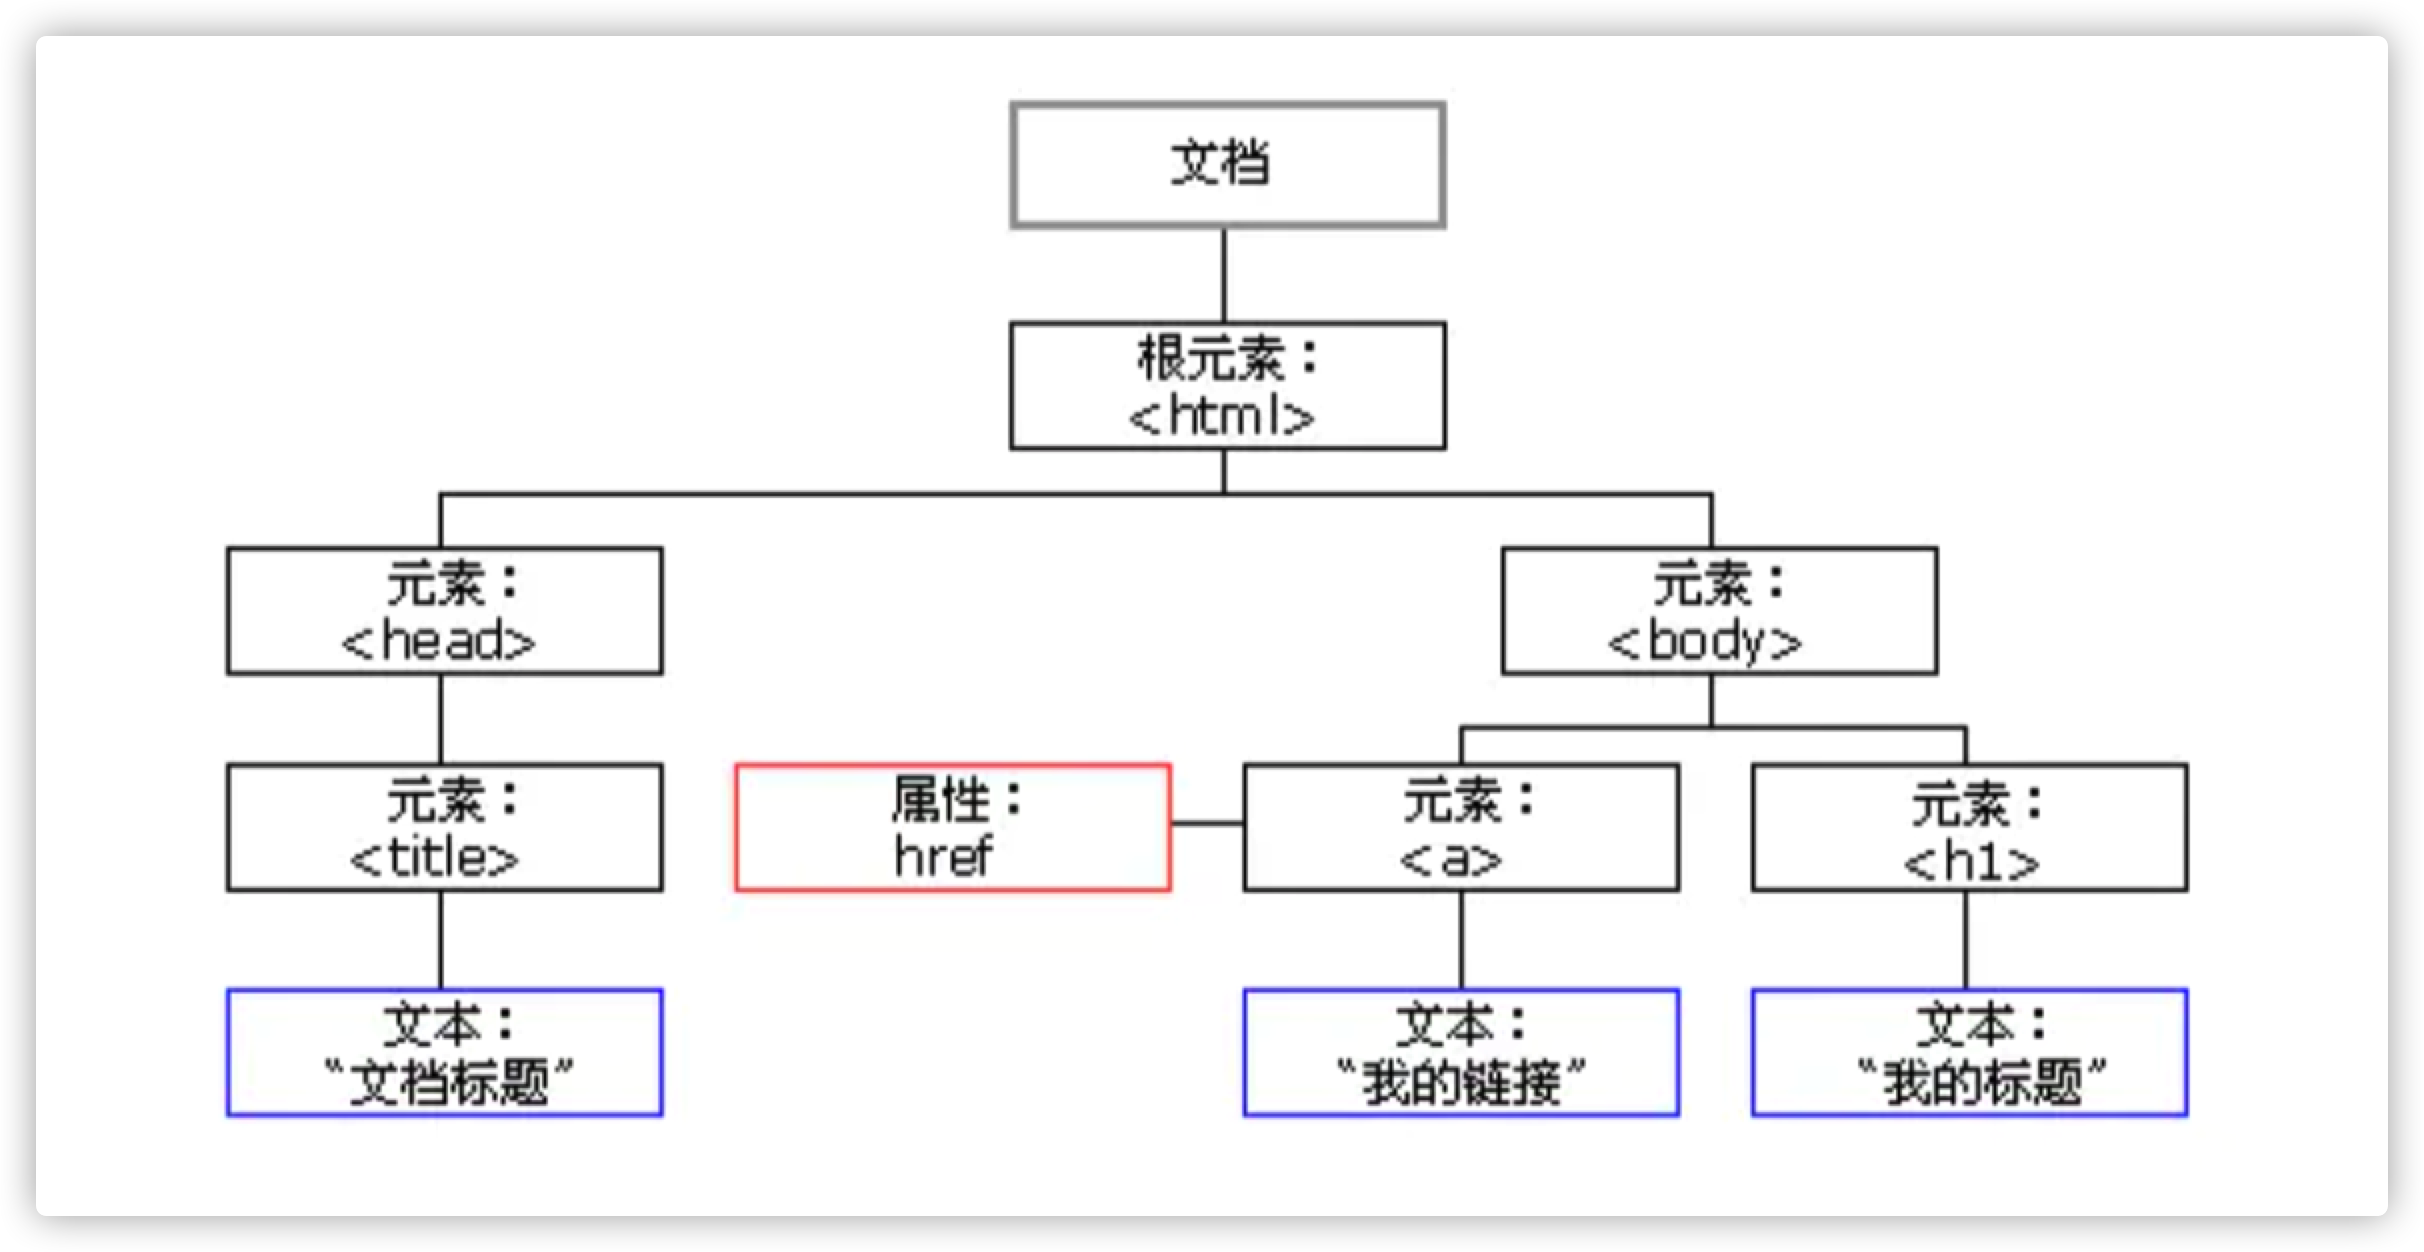 文档
根元素：
<html>
元素：
<head>
元素：
<body>
元素：
<title>
属性：
href
元素：
<a>
元素：
<h1>
文本：
“文档标题”
文本：
“我的链接”
文本：
“我的标题”